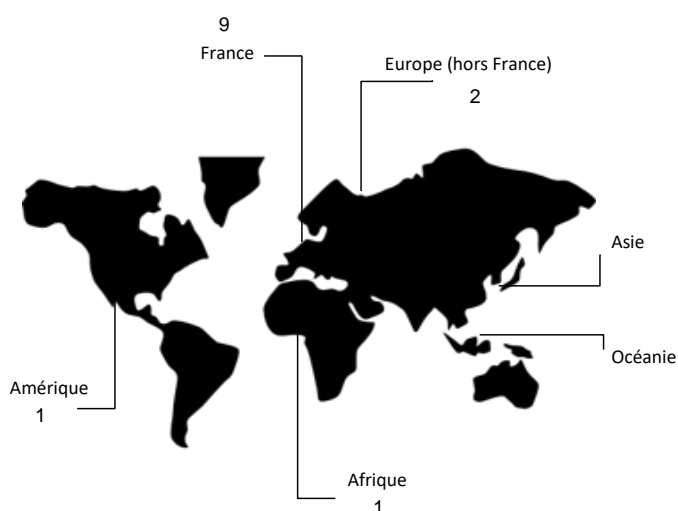 9
France
Europe (hors France)
2
Asie
Océanie
Amérique
1
Afrique
1